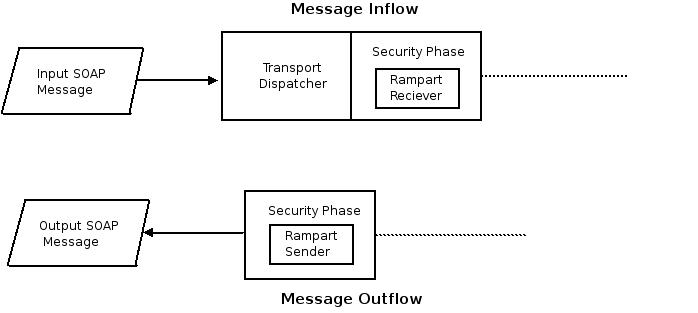 Message Inflow
Input SOAP
Message
Transport
Dispatcher
Security Phase
Rampart
Reciever
Output SOAP
Message
Security Phase
Rampart
Sender
Message Outflow